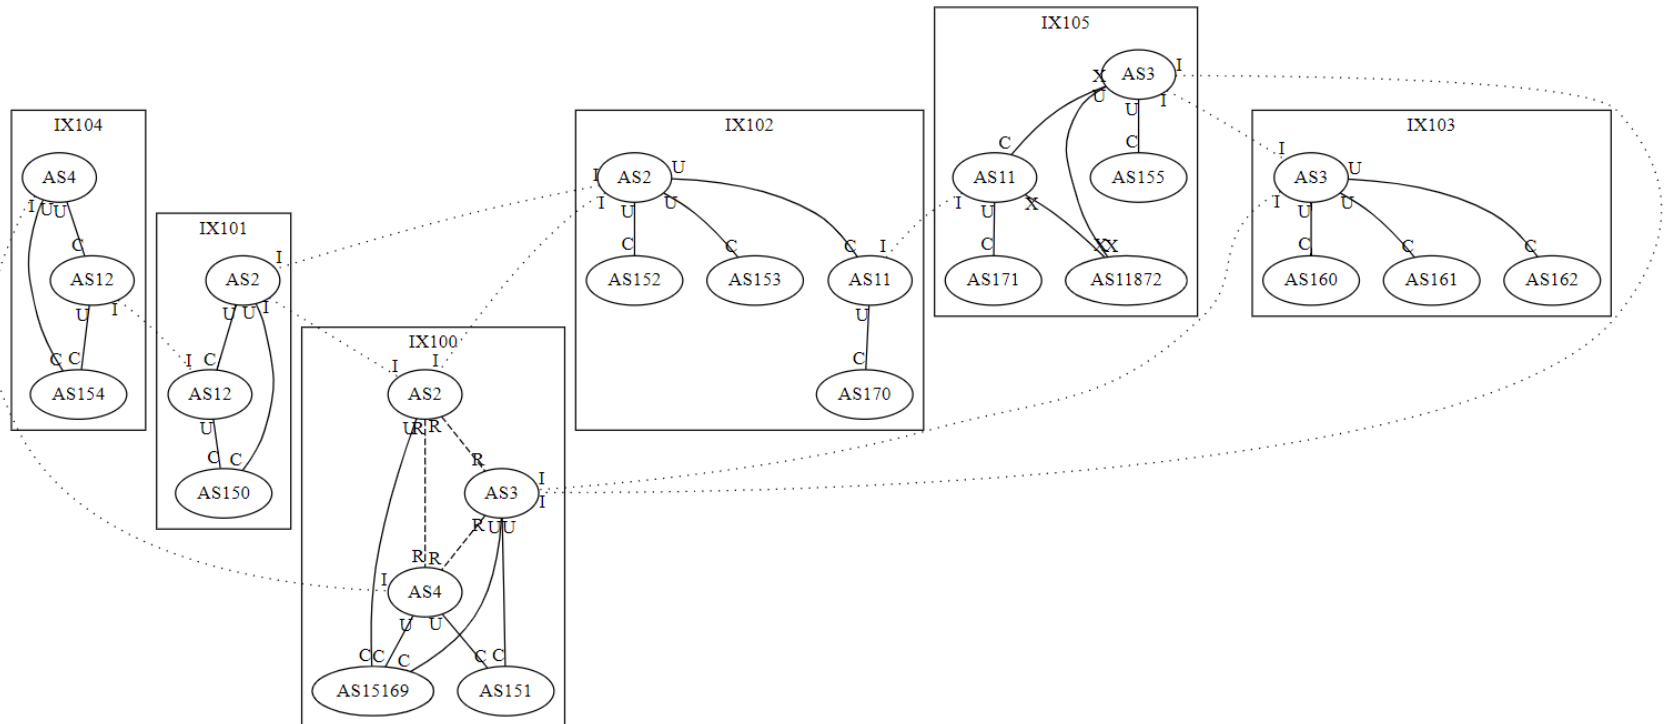 IX104
AS4
I U U
C
AS12
U I
C C
AS154
IX101
I
AS2
U U I
I C
AS12
U
C C
AS150
IX100
I I
AS2
U R R
R
AS3
I
I
R U U
R R
I
AS4
U U
C C C C C
AS15169
AS151
IX102
I
AS2
U
I U U
C C C I
AS152
AS153
AS11
U
C
AS170
IX105
X
AS3
I
U U I
C C
AS11
AS155
I U X
C X X
AS171
AS11872
IX103
I
AS3
U
I U U
C C C
AS160
AS161
AS162